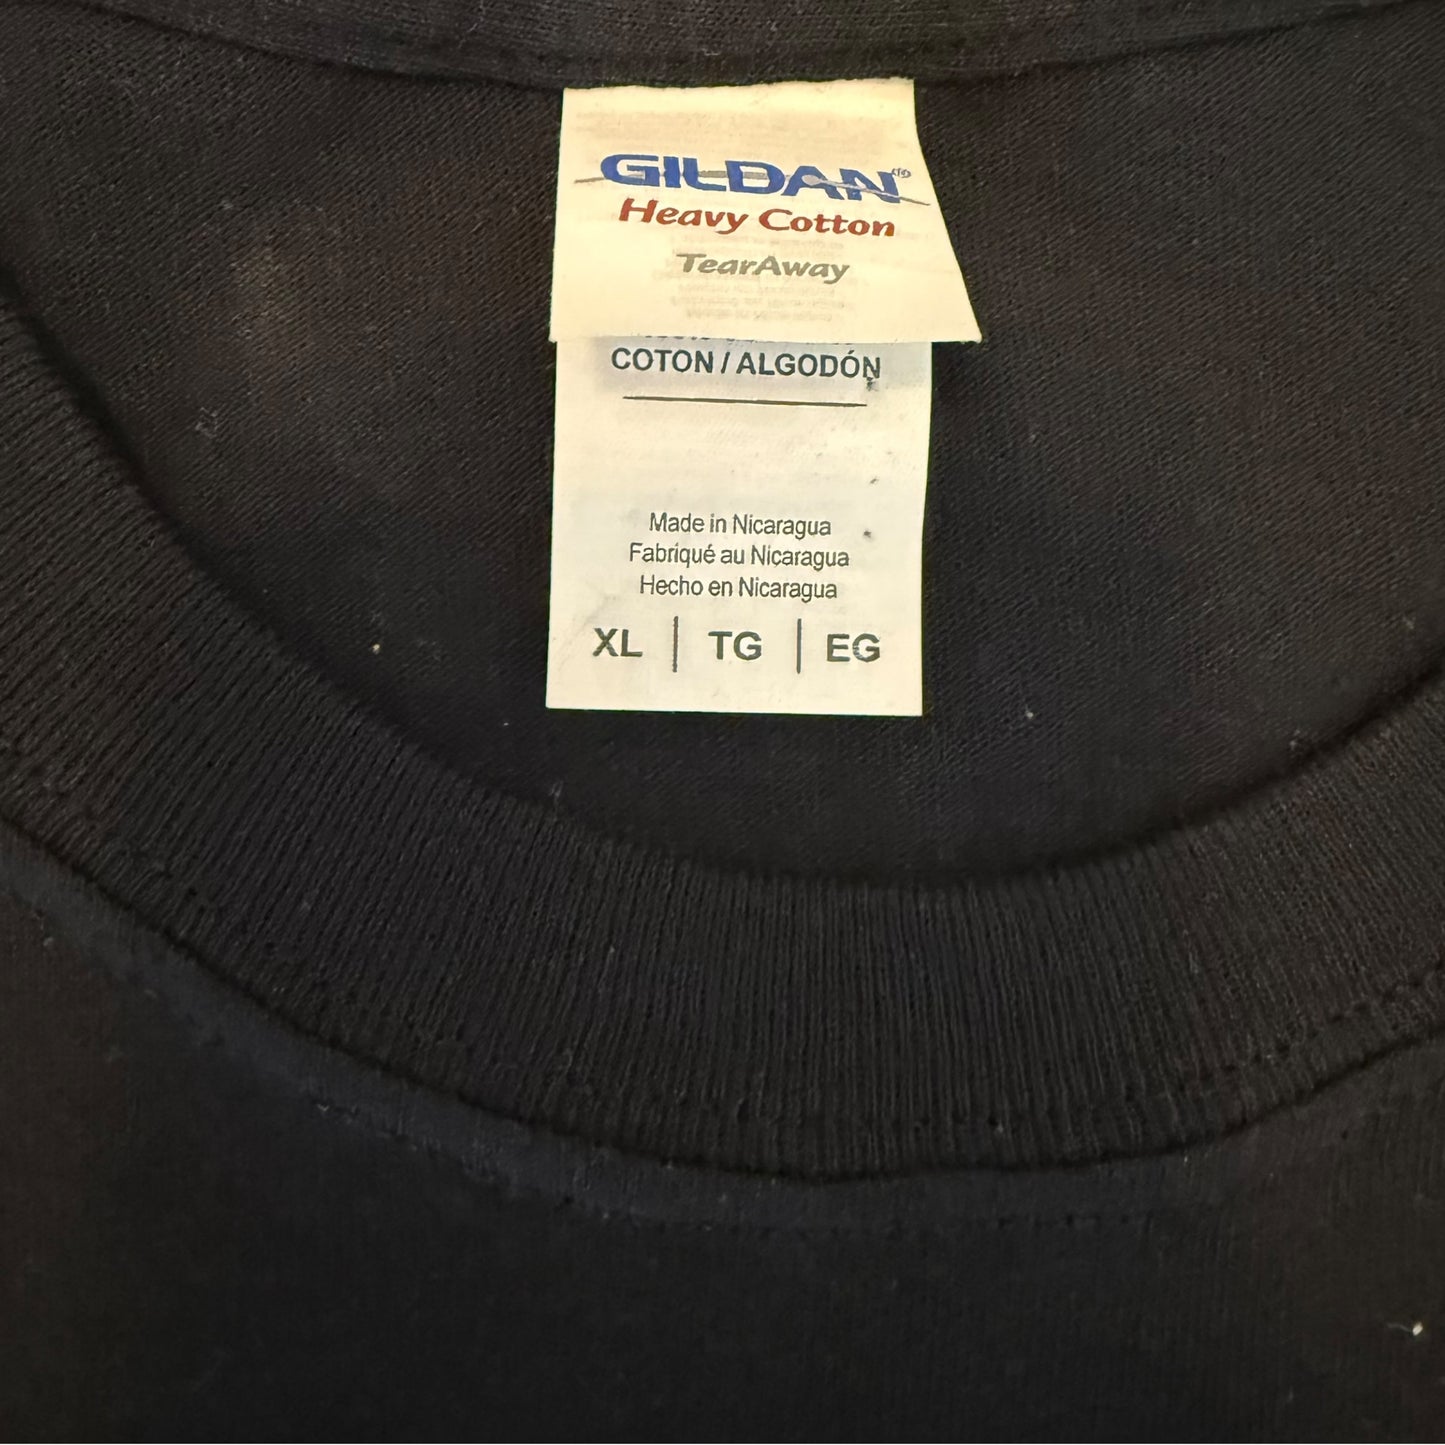 GILDAN®
Heavy Cotton
TearAway
COTON / ALGODÓN
Made in Nicaragua
Fabriqué au Nicaragua
Hecho en Nicaragua
XL | TG | EG